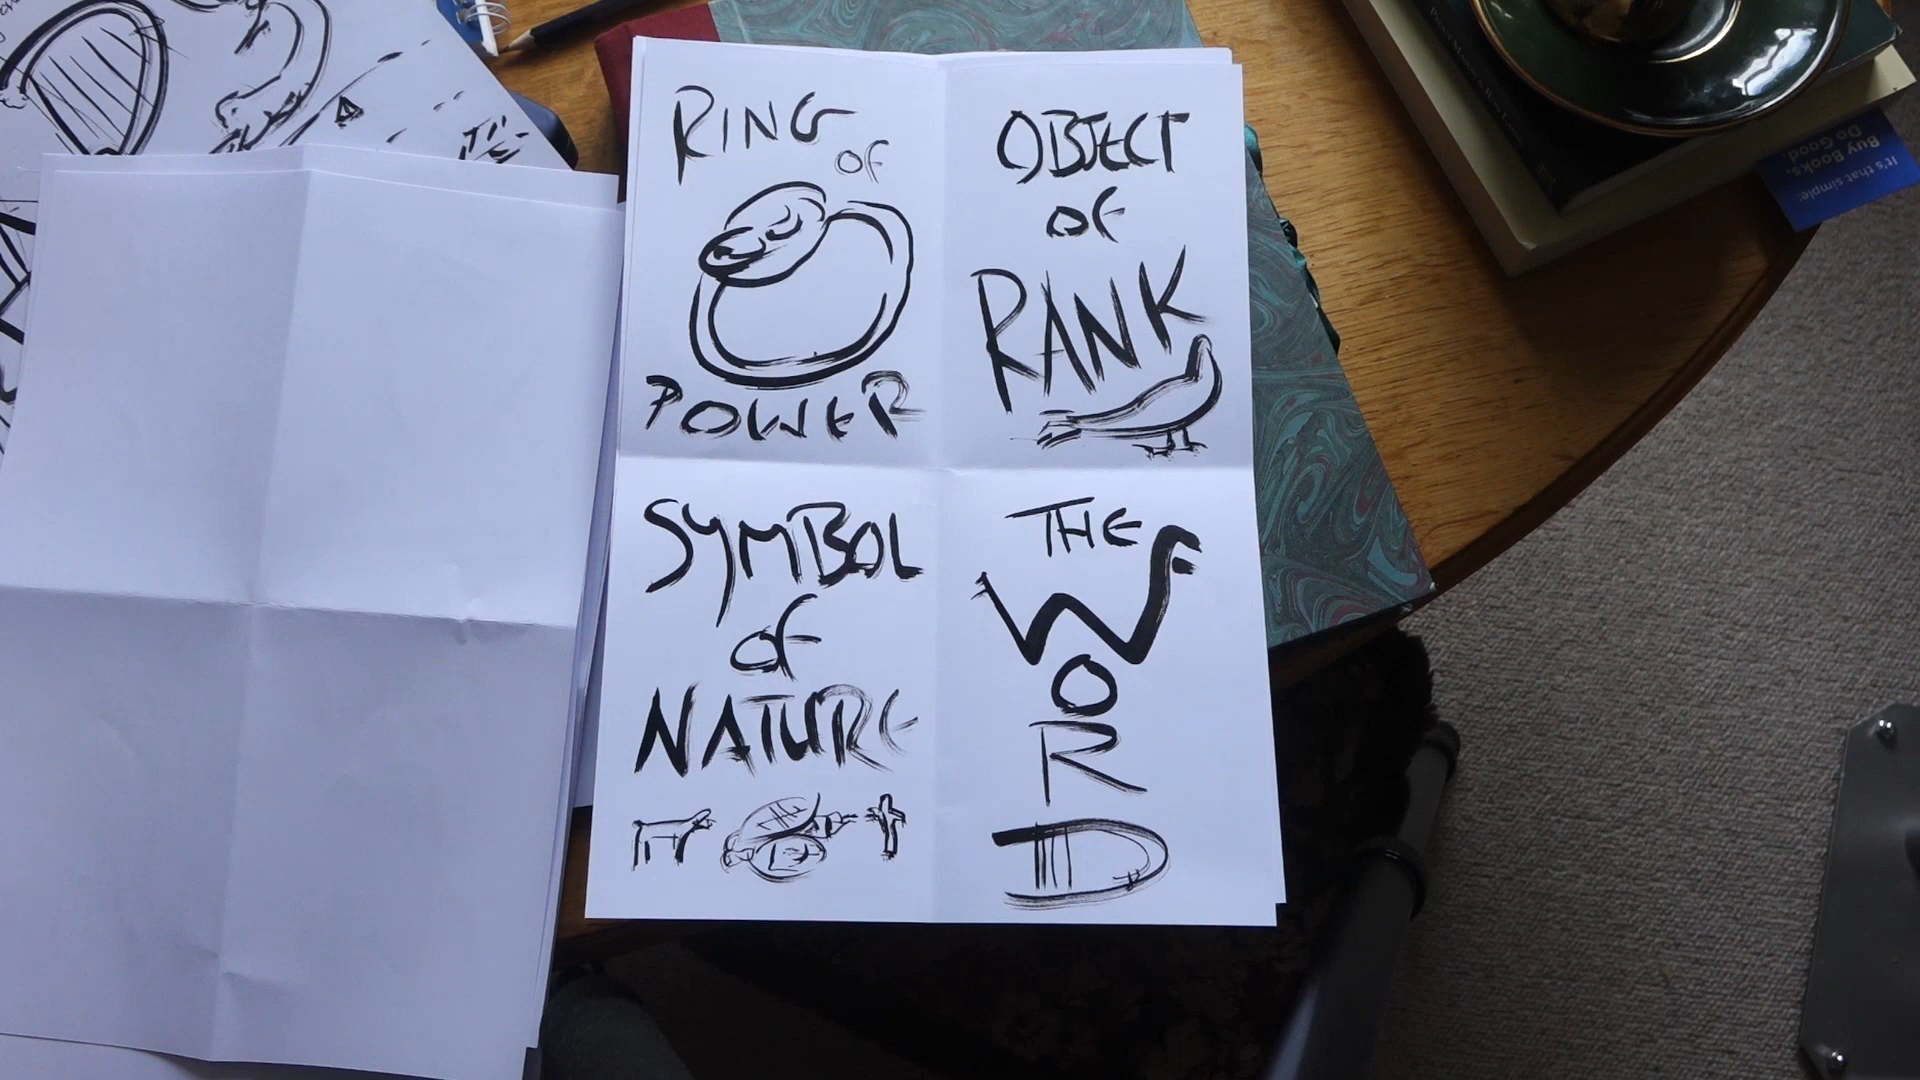 RING
OF
POWER
OBJECT
OF
RANK
SYMBOL
OF
NATURE
THE
WORD
It's that simple:
Buy Books.
Do Good.